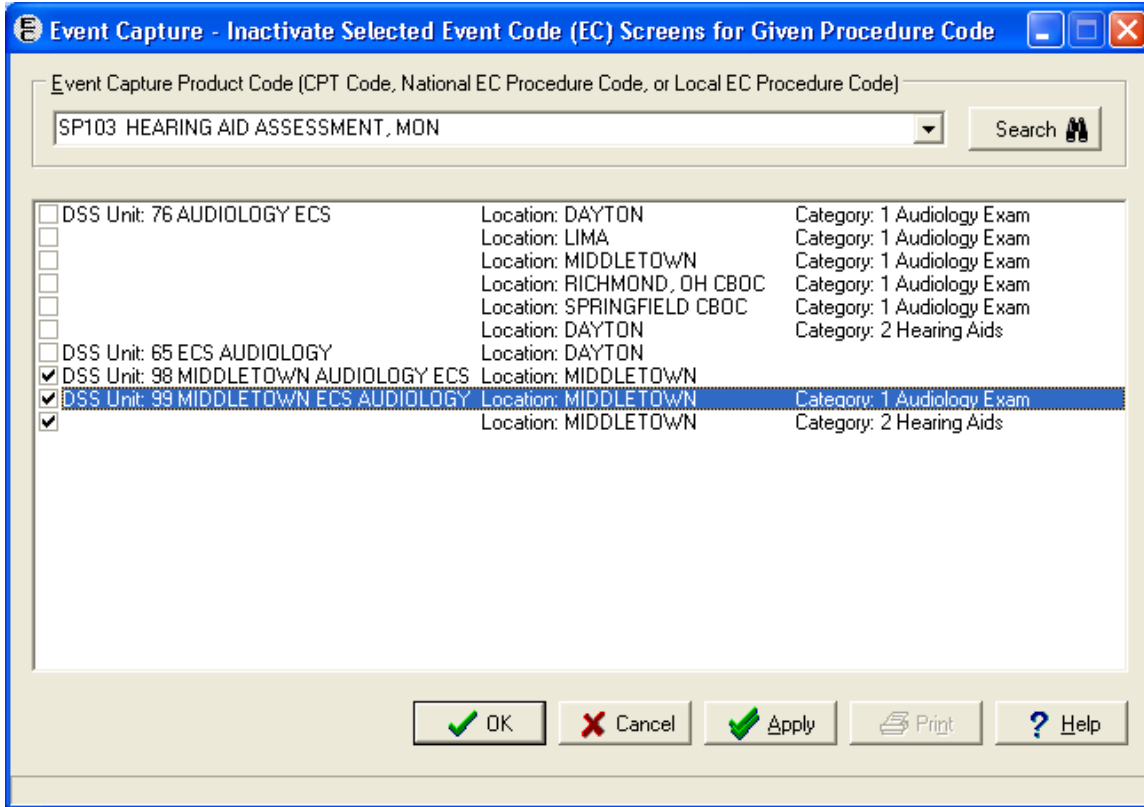 Event Capture - Inactivate Selected Event Code (EC) Screens for Given Procedure Code
Event Capture Product Code (CPT Code, National EC Procedure Code, or Local EC Procedure Code)
SP103 HEARING AID ASSESSMENT, MON
Search
DSS Unit: 76 AUDIOLOGY ECS Location: DAYTON Category: 1 Audiology Exam
Location: LIMA Category: 1 Audiology Exam
Location: MIDDLETOWN Category: 1 Audiology Exam
Location: RICHMOND, OH CBOC Category: 1 Audiology Exam
Location: SPRINGFIELD CBOC Category: 1 Audiology Exam
Location: DAYTON Category: 2 Hearing Aids
DSS Unit: 65 ECS AUDIOLOGY Location: DAYTON
DSS Unit: 98 MIDDLETOWN AUDIOLOGY ECS Location: MIDDLETOWN
DSS Unit: 99 MIDDLETOWN ECS AUDIOLOGY Location: MIDDLETOWN Category: 1 Audiology Exam
Location: MIDDLETOWN Category: 2 Hearing Aids
OK Cancel Apply Print ? Help